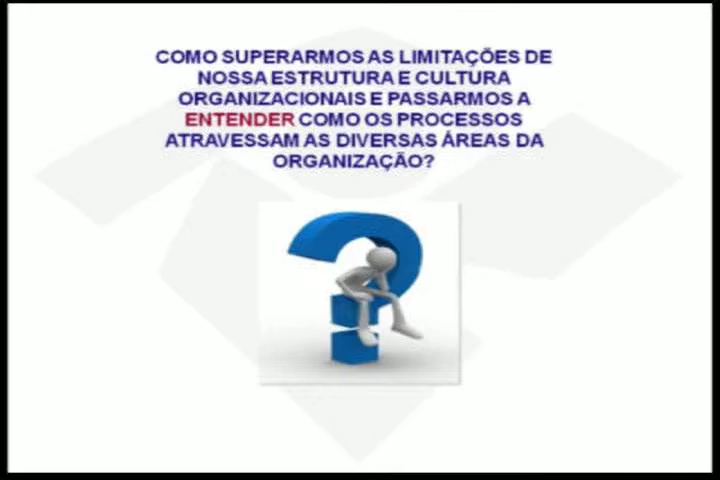 COMO SUPERARMOS AS LIMITAÇÕES DE
NOSSA ESTRUTURA E CULTURA
ORGANIZACIONAIS E PASSARMOS A
ENTENDER COMO OS PROCESSOS
ATRAVESSAM AS DIVERSAS ÁREAS DA
ORGANIZAÇÃO?